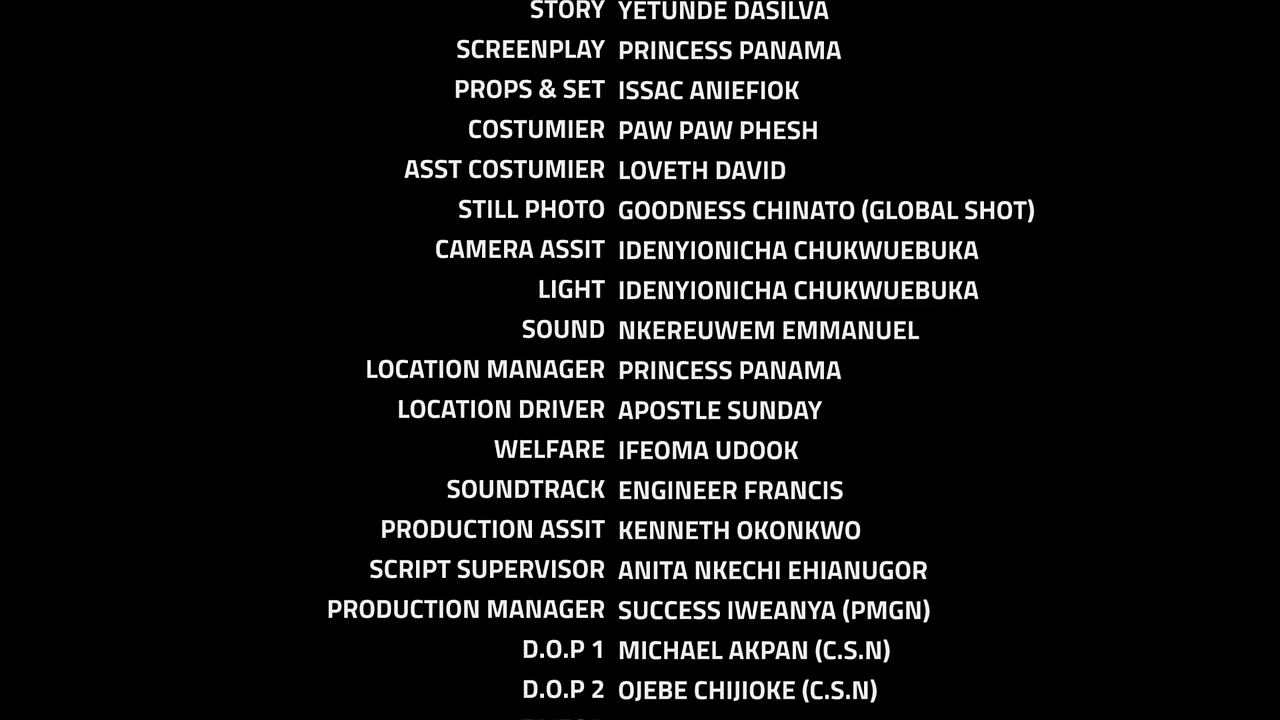 STORY YETUNDE DASILVA
SCREENPLAY PRINCESS PANAMA
PROPS & SET ISSAC ANIEFIOK
COSTUMIER PAW PAW PHESH
ASST COSTUMIER LOVETH DAVID
STILL PHOTO GOODNESS CHINATO (GLOBAL SHOT)
CAMERA ASSIT IDENYIONICHA CHUKWUEBUKA
LIGHT IDENYIONICHA CHUKWUEBUKA
SOUND NKEREUWEM EMMANUEL
LOCATION MANAGER PRINCESS PANAMA
LOCATION DRIVER APOSTLE SUNDAY
WELFARE IFEOMA UDOOK
SOUNDTRACK ENGINEER FRANCIS
PRODUCTION ASSIT KENNETH OKONKWO
SCRIPT SUPERVISOR ANITA NKECHI EHIANUGOR
PRODUCTION MANAGER SUCCESS IWEANYA (PMGN)
D.O.P 1 MICHAEL AKPAN (C.S.N)
D.O.P 2 OJEBE CHIJIOKE (C.S.N)